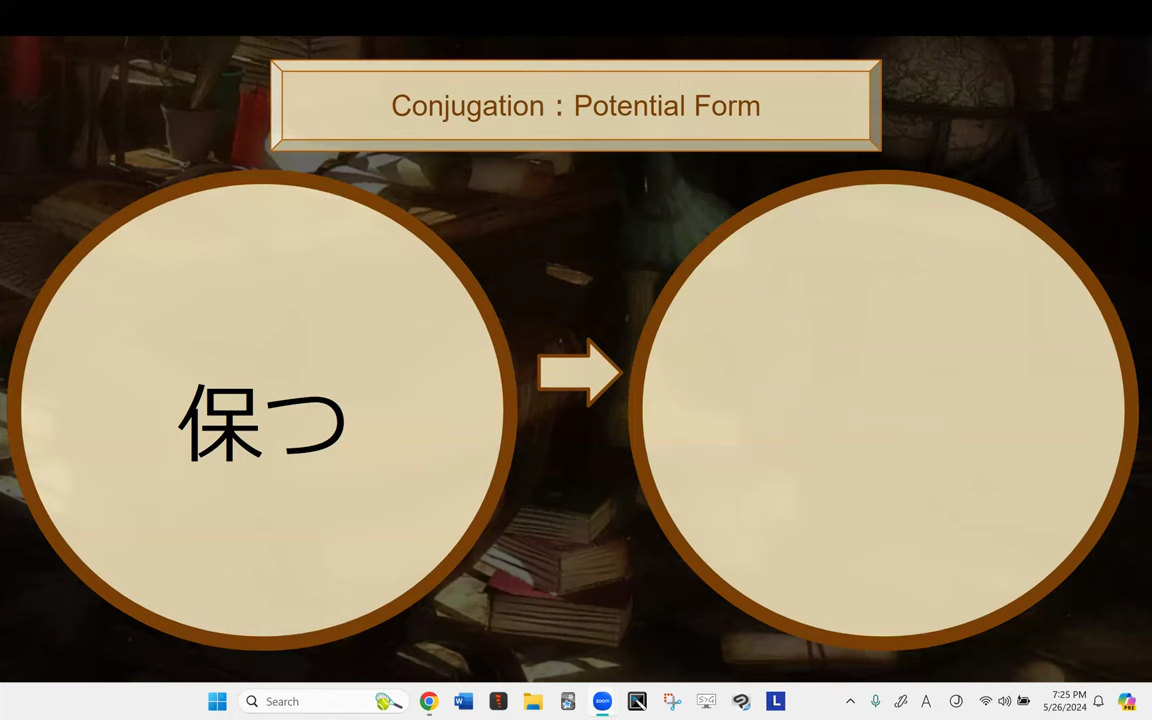 Conjugation：Potential Form
保つ
Search
7:25 PM
5/26/2024